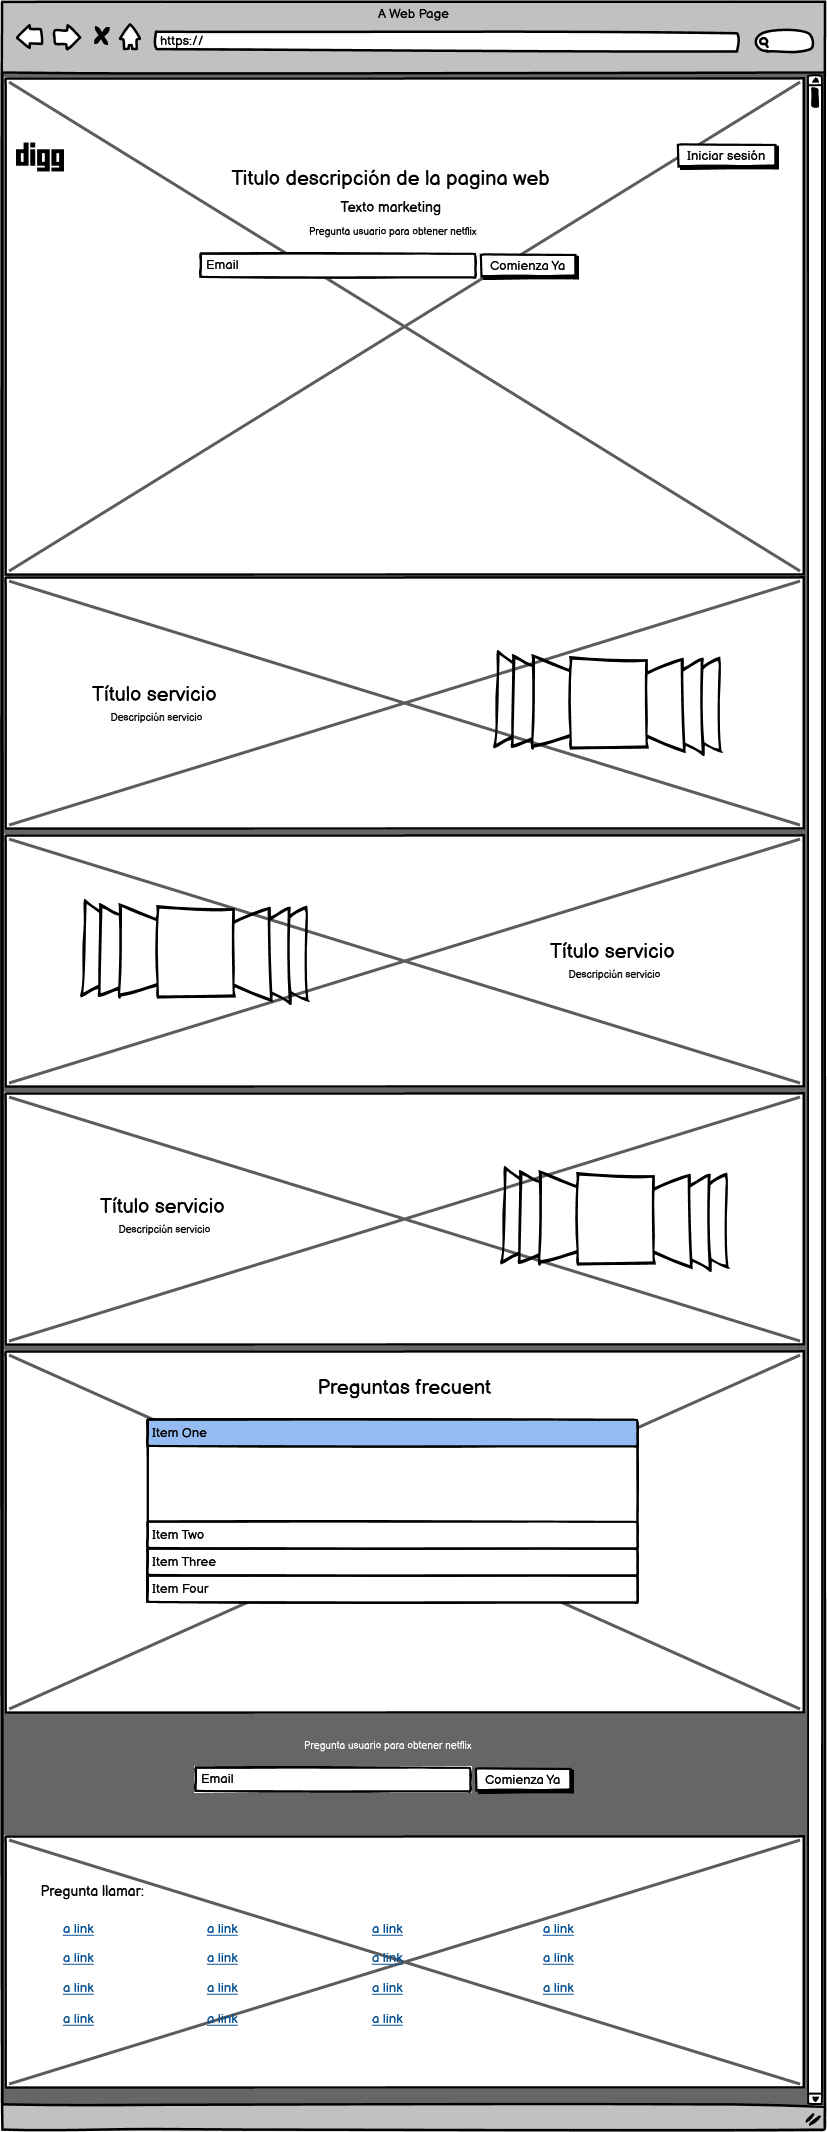 A Web Page
https://
digg
Iniciar sesión
Titulo descripción de la pagina web
Texto marketing
Pregunta usuario para obtener netflix
Email
Comienza Ya
Título servicio
Descripción servicio
Título servicio
Descripción servicio
Título servicio
Descripción servicio
Preguntas frecuent
Item One
Item Two
Item Three
Item Four
Pregunta usuario para obtener netflix
Email
Comienza Ya
Pregunta llamar:
a link a link a link a link
a link a link a link a link
a link a link a link a link
a link a link a link